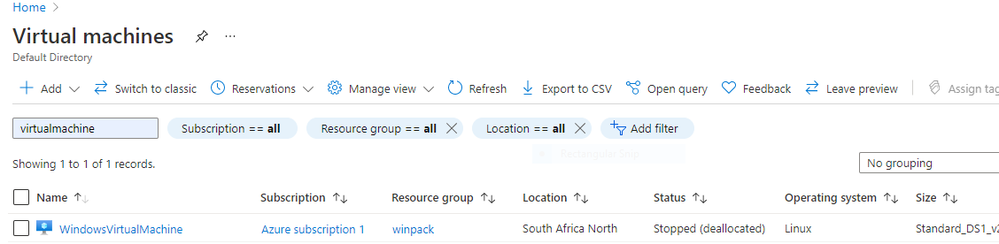 Home >
Virtual machines ...
Default Directory
Add Switch to classic Reservations Manage view Refresh Export to CSV Open query Feedback Leave preview Assign tag
virtualmachine Subscription == all Resource group == all Location == all Add filter
Rectangular Snip
Showing 1 to 1 of 1 records.
No grouping
Name Subscription Resource group Location Status Operating system Size
WindowsVirtualMachine Azure subscription 1 winpack South Africa North Stopped (deallocated) Linux Standard_DS1_v2